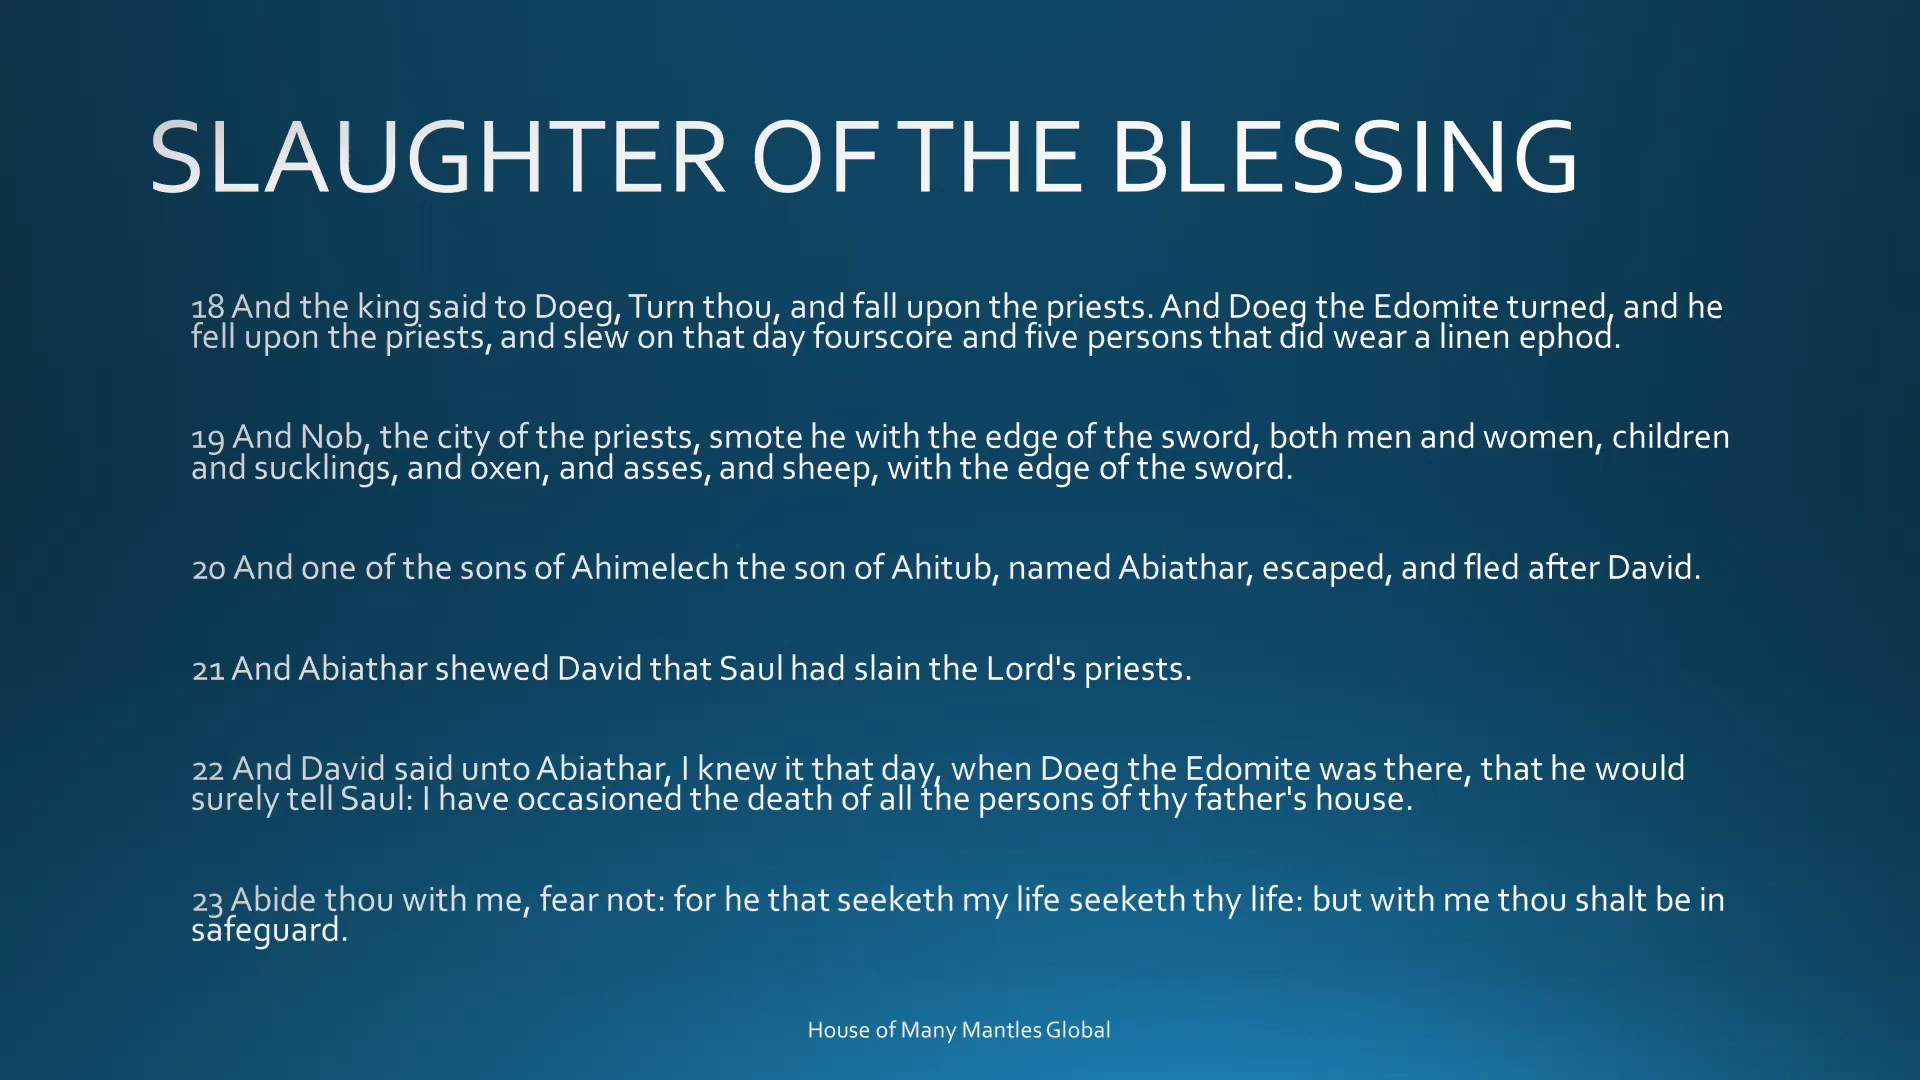 SLAUGHTER OF THE BLESSING
18 And the king said to Doeg, Turn thou, and fall upon the priests. And Doeg the Edomite turned, and he
fell upon the priests, and slew on that day fourscore and five persons that did wear a linen ephod.
19 And Nob, the city of the priests, smote he with the edge of the sword, both men and women, children
and sucklings, and oxen, and asses, and sheep, with the edge of the sword.
20 And one of the sons of Ahimelech the son of Ahitub, named Abiathar, escaped, and fled after David.
21 And Abiathar shewed David that Saul had slain the Lord's priests.
22 And David said unto Abiathar, I knew it that day, when Doeg the Edomite was there, that he would
surely tell Saul: I have occasioned the death of all the persons of thy father's house.
23 Abide thou with me, fear not: for he that seeketh my life seeketh thy life: but with me thou shalt be in
safeguard.
House of Many Mantles Global